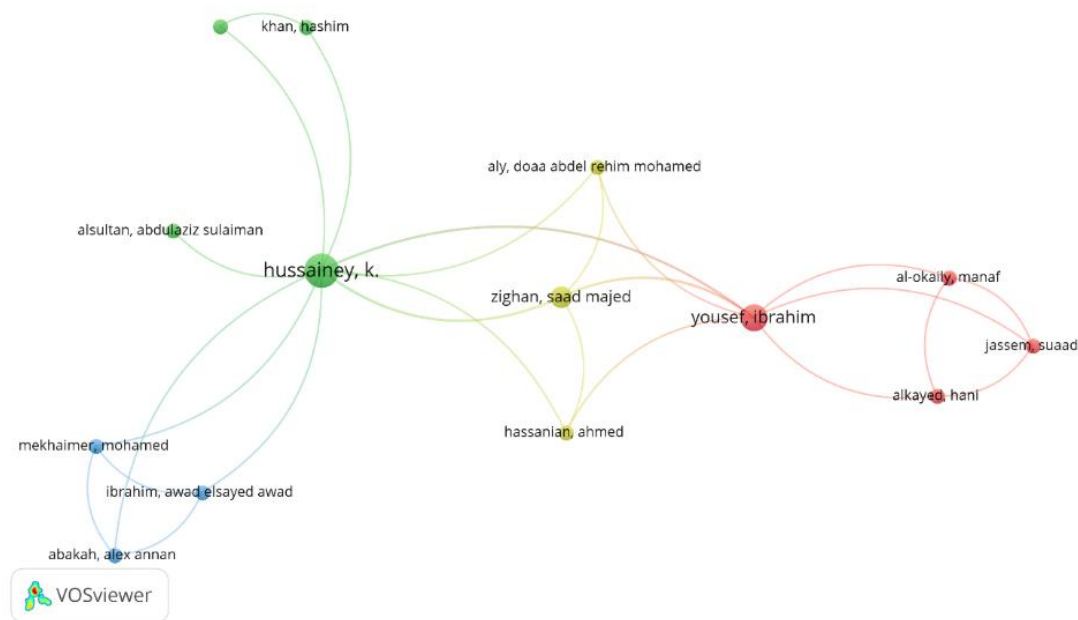 khan, hashim
aly, doaa abdel rehim mohamed
alsultan, abdulaziz sulaiman
hussainey, k.
al-okaily, manaf
zighan, saad majed
yousef, ibrahim
jassem, suaad
alkayed, hani
hassanian, ahmed
mekhaimer, mohamed
ibrahim, awad elsayed awad
abakah, alex annan
VOSviewer